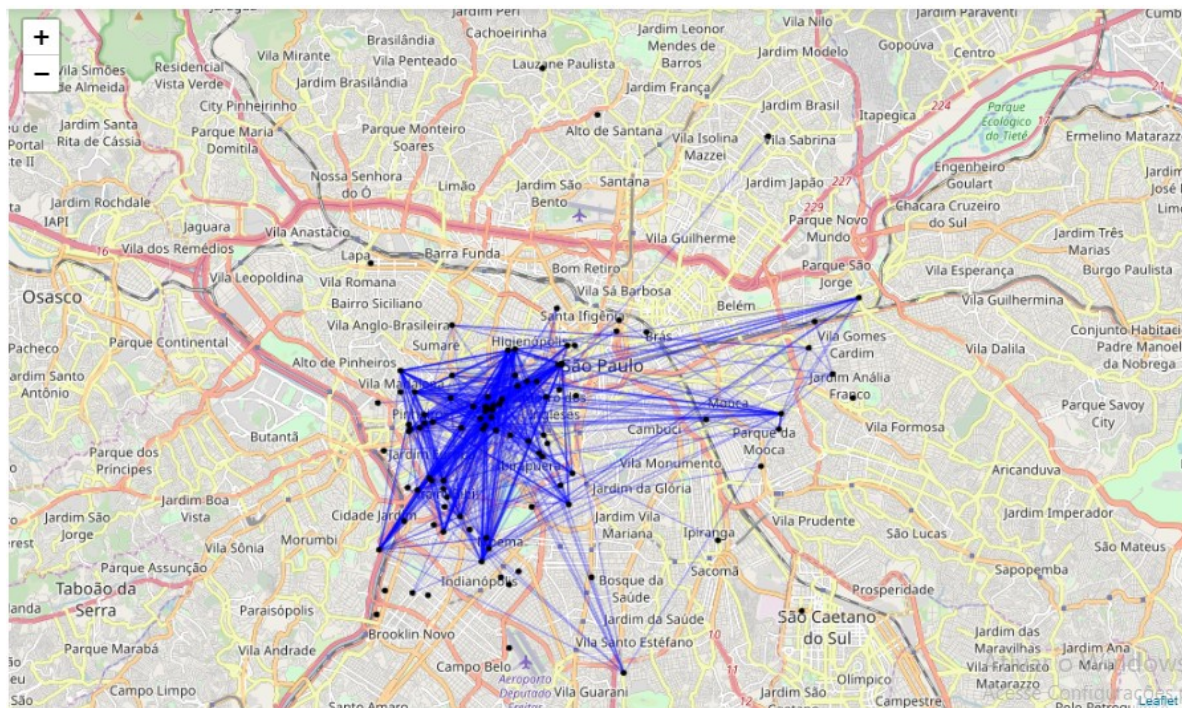 +
−
Jardim Peri
Cachoeirinha
Brasilândia
Vila Penteado
Vila Mirante
Vila Simões
de Almeida
Residencial
Vista Verde
Jardim Brasilândia
City Pinheirinho
Lauzane Paulista
Jardim Leonor
Mendes de
Barros
Jardim França
Vila Nilo
Jardim Modelo
Gopoúva
Jardim Paraventi
Centro
Jardim Brasil
Itapegica
224
21
Parque
Ecológico
do Tietê
17
Ermelino Matarazzo
Jardim Santa
Rita de Cássia
Parque Maria
Domitila
Parque Monteiro
Soares
Alto de Santana
Vila Isolina
Mazzei
Vila Sabrina
Engenheiro
Goulart
Nossa Senhora
do Ó
Limão
Jardim São
Bento
Santana
Jardim Japão
227
229
Chácara Cruzeiro
do Sul
Jardim Rochdale
IAPI
Jaguara
Vila Anastácio
Parque Novo
Mundo
16
Vila dos Remédios
Lapa
Barra Funda
Vila Guilherme
Jardim Três
Marias
Vila Leopoldina
Vila Romana
Bom Retiro
Parque São
Jorge
Vila Esperança
Burgo Paulista
Osasco
Bairro Siciliano
Vila Sá Barbosa
Belém
Vila Guilhermina
Vila Anglo-Brasileira
Santa Ifigênia
Pacheco
Parque Continental
Sumaré
Higienópolis
Brás
Vila Gomes
Cardim
Vila Dalila
Conjunto Habitaci
Padre Manoel
da Nobrega
Alto de Pinheiros
São Paulo
Jardim Santo
Antônio
Vila Madalena
Jardim Anália
Franco
Mooca
Parque Savoy
City
Butantã
Cambuci
Parque da
Mooca
Vila Formosa
Parque dos
Principes
Ibirapuera
Vila Monumento
Aricanduva
Jardim Boa
Vista
Jardim da Glória
Jardim São
Jorge
Cidade Jardim
Jardim Vila
Mariana
Ipiranga
Vila Prudente
Jardim Imperador
Morumbi
Vila Sônia
São Lucas
São Mateus
Parque Assunção
Moema
Sacomã
Sapopemba
Taboão da
Serra
Indianópolis
Bosque da
Saúde
Prosperidade
Paraisópolis
Jardim da Saúde
São Caetano
do Sul
Brooklin Novo
10
Parque Marabá
Vila Andrade
Vila Santo Estéfano
Jardim das
Maravilhas
Vila Francisco
Matarazzo
Jardim Ana
Maria
Campo Belo
11
12
Campo Limpo
Aeroporto
Deputado
Freitas
Vila Guarani
Jardim São
Olímpico
Santo Amaro
Campestre
Acesse Configurações
Leaflet